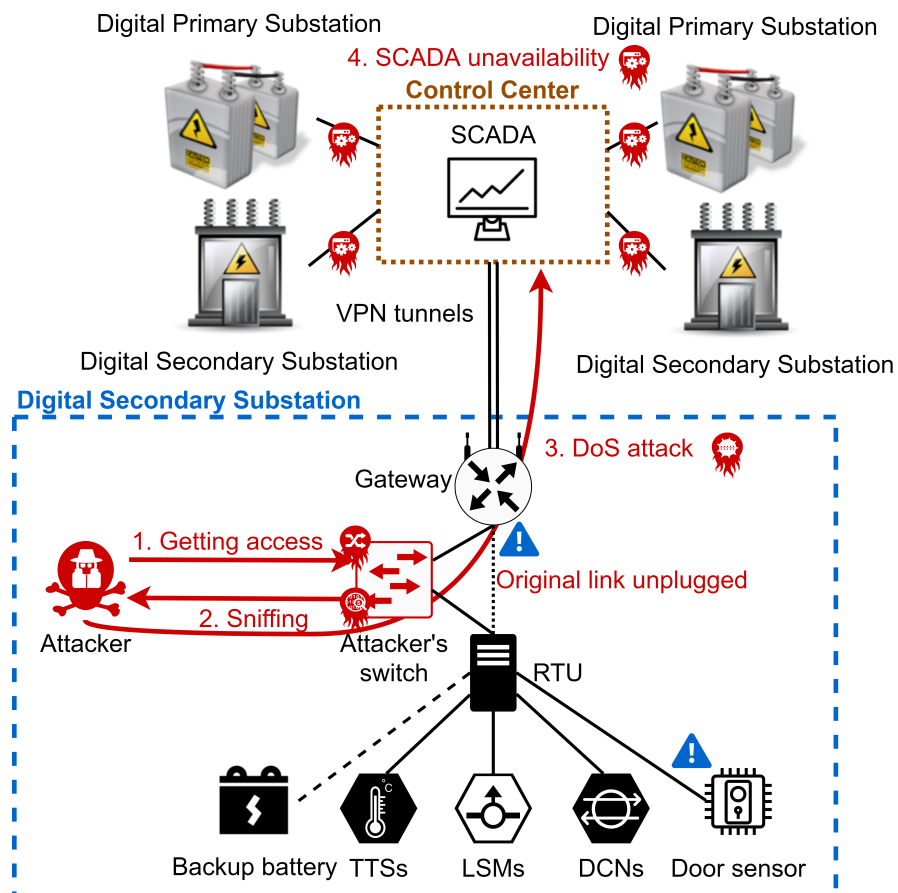 Digital Primary Substation
Digital Primary Substation
4. SCADA unavailability
Control Center
SCADA
VPN tunnels
Digital Secondary Substation
Digital Secondary Substation
Digital Secondary Substation
3. DoS attack
Gateway
1. Getting access
Original link unplugged
2. Sniffing
Attacker
Attacker's
switch
RTU
°C
Backup battery
TTSs
LSMs
DCNs
Door sensor